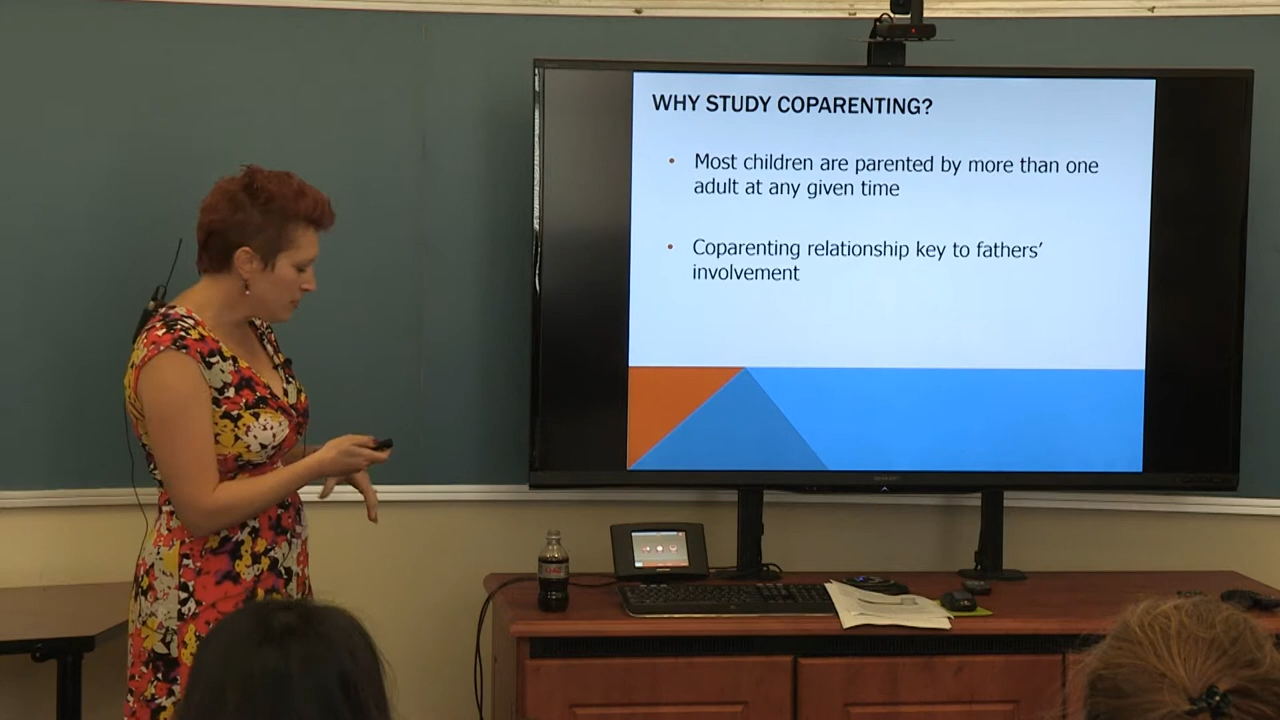 WHY STUDY COPARENTING?
• Most children are parented by more than one
adult at any given time
• Coparenting relationship key to fathers’
involvement